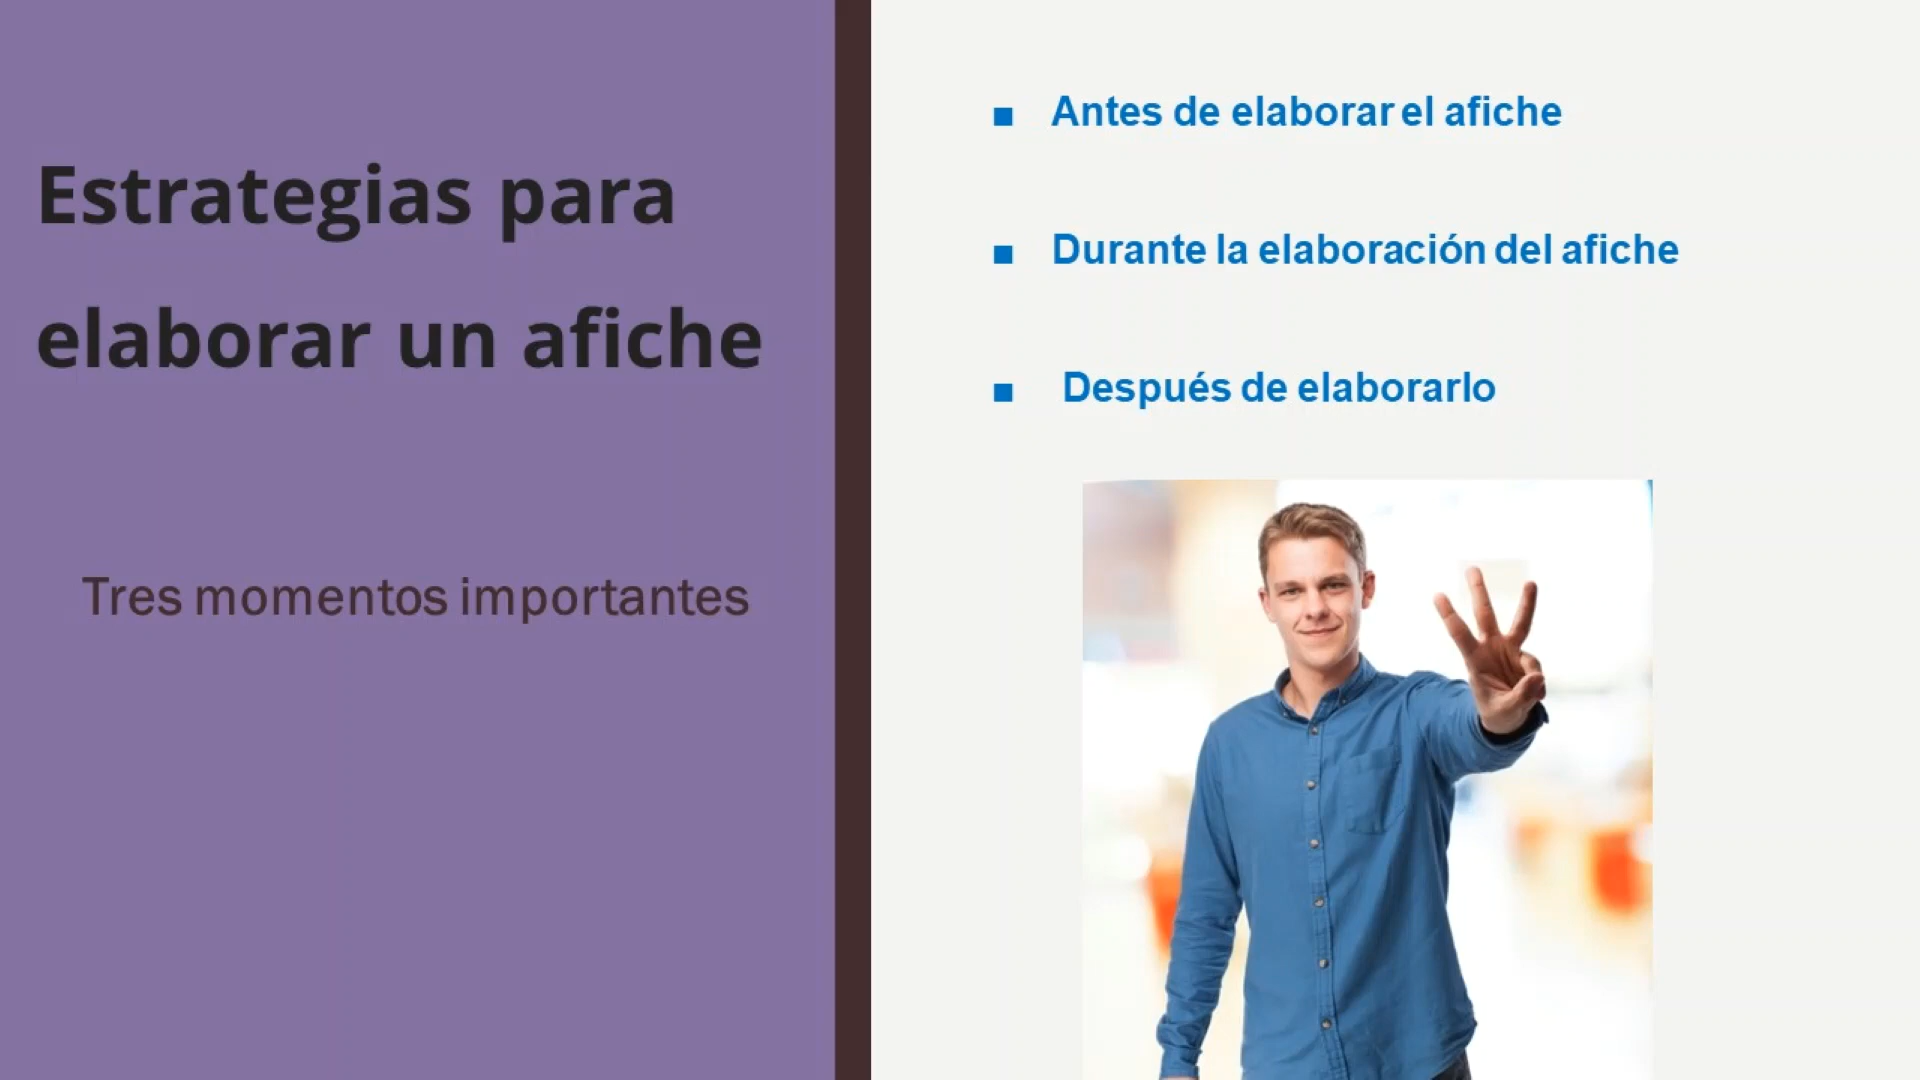 Estrategias para
elaborar un afiche
Tres momentos importantes
Antes de elaborar el afiche
Durante la elaboración del afiche
Después de elaborarlo